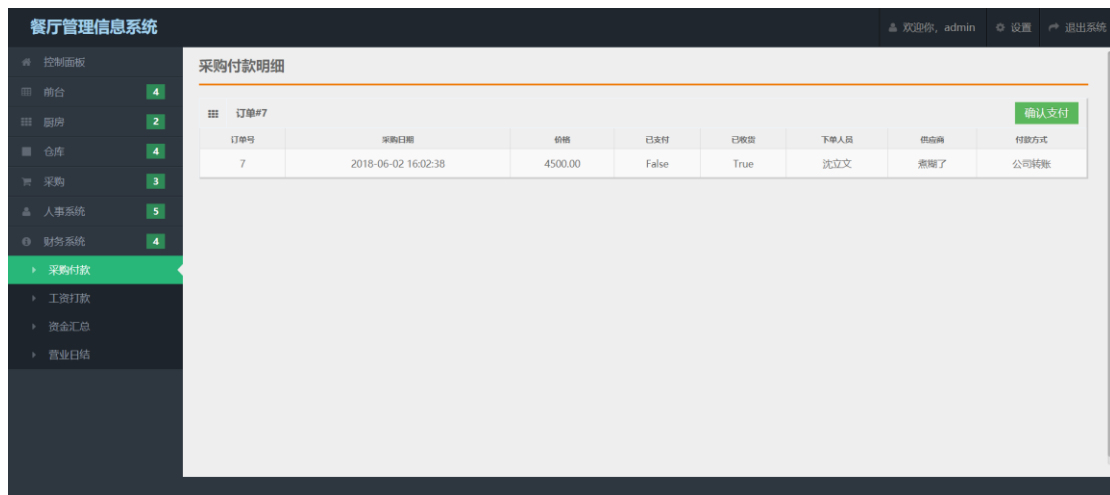 餐厅管理信息系统
欢迎你, admin 设置 退出系统
控制面板
前台 4
厨房 2
仓库 4
采购 3
人事系统 5
财务系统 4
采购付款
工资打款
资金汇总
营业日结
采购付款明细
订单#7 确认支付
订单号 采购日期 价格 已支付 已收货 下单人员 供应商 付款方式
7 2018-06-02 16:02:38 4500.00 False True 沈立文 煮糊了 公司转账